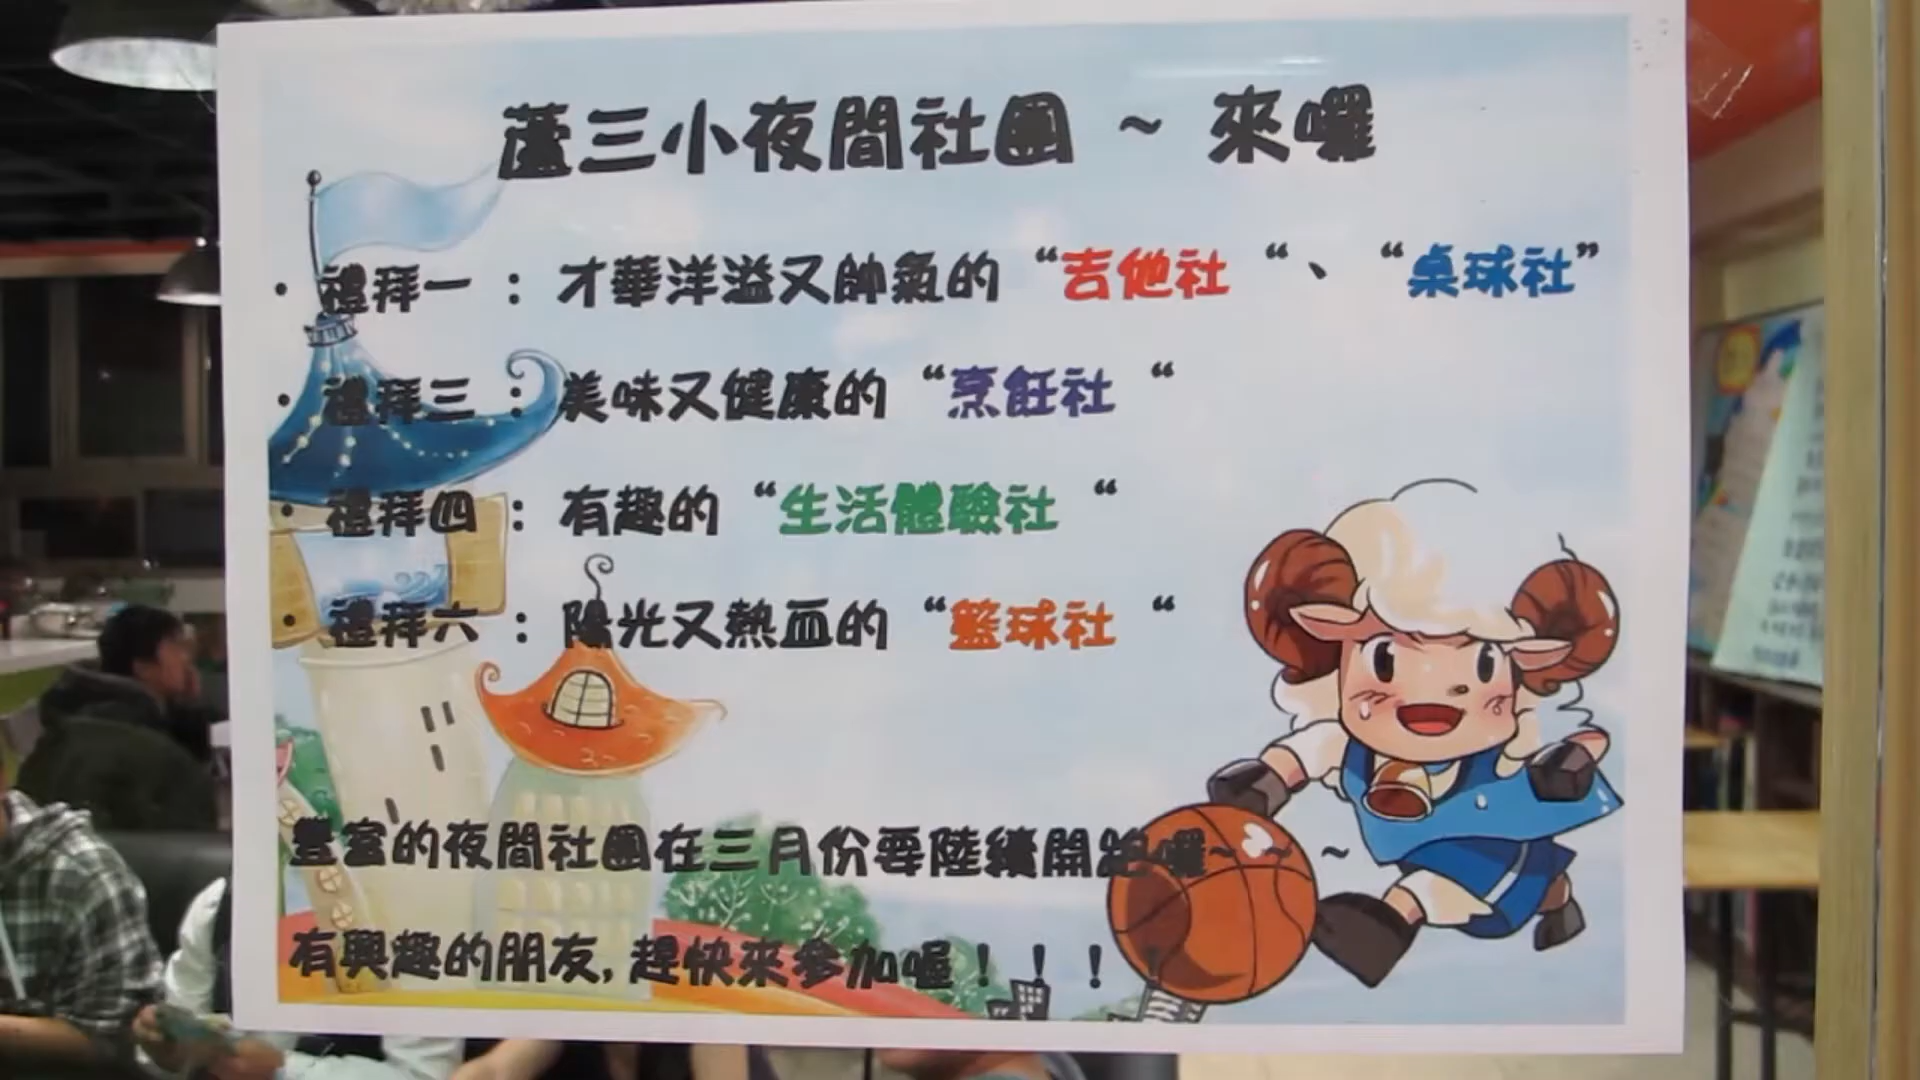 蘆三小夜間社團 ~ 來囉
• 禮拜一 : 才華洋溢又帥氣的 “吉他社 “、 “桌球社”
• 禮拜三 : 美味又健康的 “烹飪社 “
• 禮拜四 : 有趣的 “生活體驗社 “
• 禮拜六 : 陽光又熱血的 “籃球社 “
豐富的夜間社團在三月份要陸續開跑囉~ ~ ~
有興趣的朋友,趕快來參加喔! ! ! !